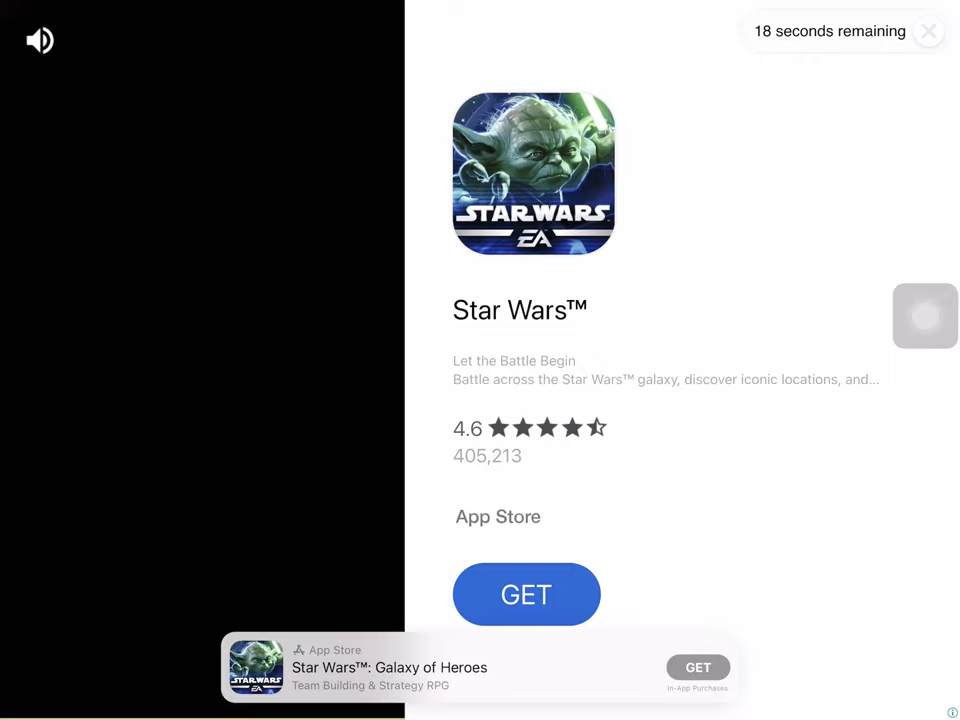 18 seconds remaining
STAR WARS
EA
Star Wars™
Let the Battle Begin
Battle across the Star Wars™ galaxy, discover iconic locations, and...
4.6
405,213
App Store
GET
App Store
Star Wars™: Galaxy of Heroes
Team Building & Strategy RPG
GET
In-App Purchases
STARWARS
EA